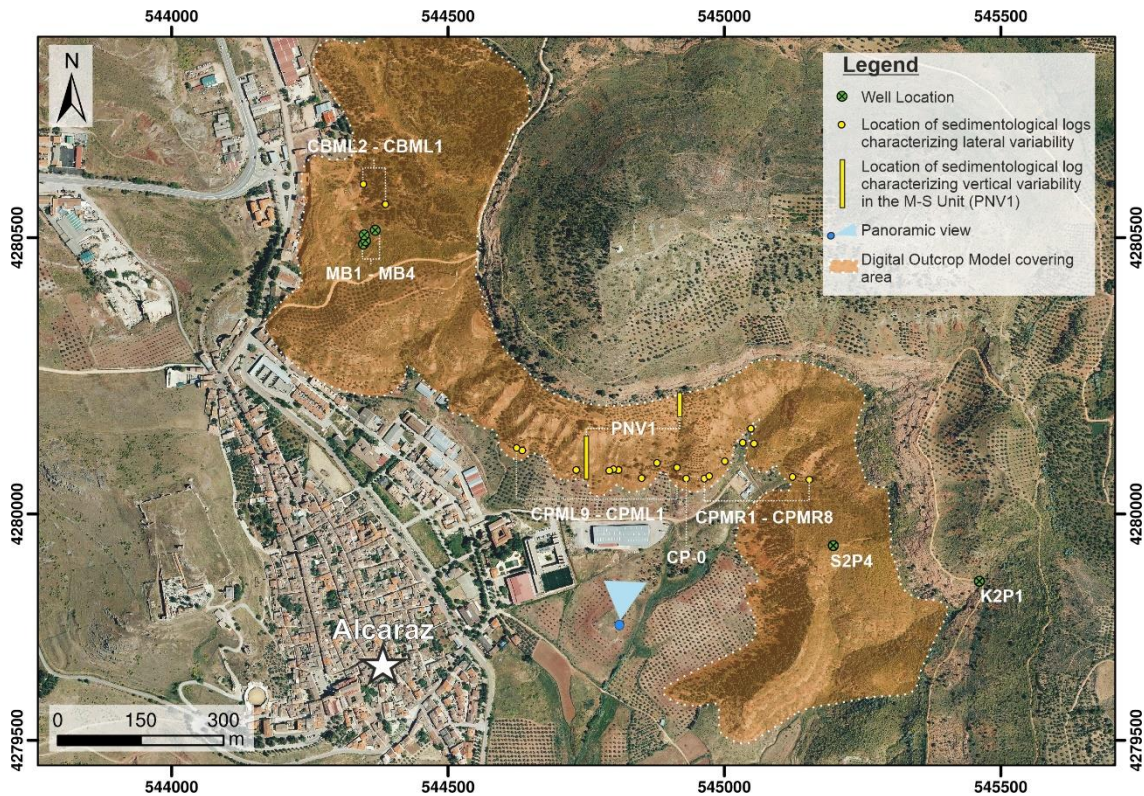 544000
544500
545000
545500
N
Legend
Well Location
Location of sedimentological logs
characterizing lateral variability
Location of sedimentological log
characterizing vertical variability
in the M-S Unit (PNV1)
Panoramic view
Digital Outcrop Model covering
area
CBML2 - CBML1
4280500
4280500
MB1 - MB4
PNV1
4280000
4280000
CPML9 - CPML1
CPMR1 - CPMR8
CP-0
S2P4
K2P1
Alcaraz
0 150 300
m
4279500
4279500
544000
544500
545000
545500